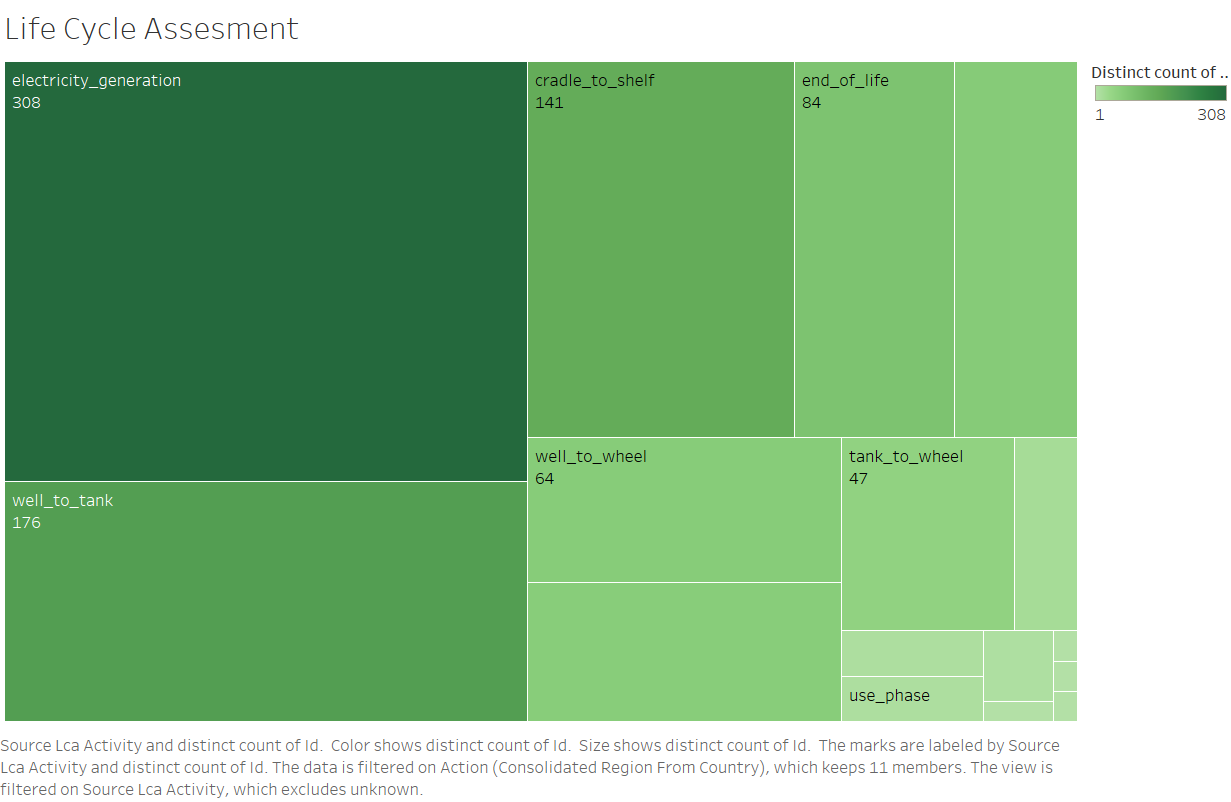 Life Cycle Assesment
electricity_generation
308
cradle_to_shelf
141
end_of_life
84
Distinct count of ..
1
308
well_to_wheel
64
tank_to_wheel
47
well_to_tank
176
use_phase
Source Lca Activity and distinct count of Id.  Color shows distinct count of Id.  Size shows distinct count of Id.  The marks are labeled by Source
Lca Activity and distinct count of Id. The data is filtered on Action (Consolidated Region From Country), which keeps 11 members. The view is
filtered on Source Lca Activity, which excludes unknown.